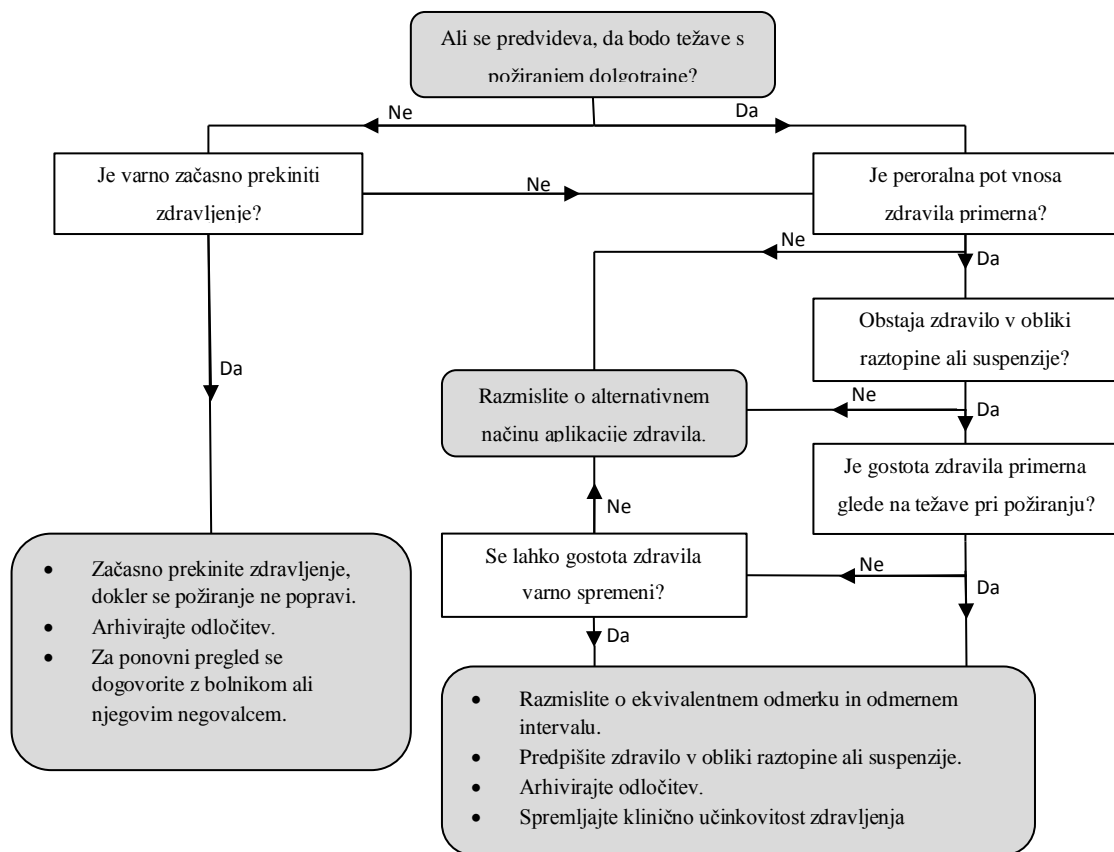 Ali se predvideva, da bodo težave s
požiranjem dolgotrajne?
Ne
Da
Je varno začasno prekiniti
zdravljenje?
Ne
Je peroralna pot vnosa
zdravila primerna?
Ne
Da
Obstaja zdravilo v obliki
raztopine ali suspenzije?
Da
Razmislite o alternativnem
načinu aplikacije zdravila.
Ne
Da
Je gostota zdravila primerna
glede na težave pri požiranju?
Ne
Se lahko gostota zdravila
varno spremeni?
Ne
Da
Da
• Začasno prekinite zdravljenje,
dokler se požiranje ne popravi.
• Arhivirajte odločitev.
• Za ponovni pregled se
dogovorite z bolnikom ali
njegovim negovalcem.
• Razmislite o ekvivalentnem odmerku in odmernem
intervalu.
• Predpišite zdravilo v obliki raztopine ali suspenzije.
• Arhivirajte odločitev.
• Spremljajte klinično učinkovitost zdravljenja